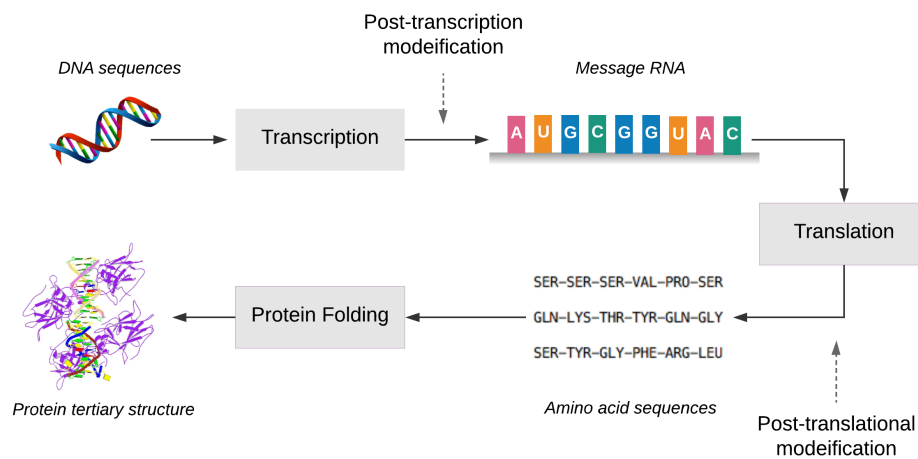 Post-transcription
modeification
DNA sequences
Message RNA
Transcription
A U G C G G U A C
Translation
SER-SER-SER-VAL-PRO-SER
Protein Folding
GLN-LYS-THR-TYR-GLN-GLY
SER-TYR-GLY-PHE-ARG-LEU
Protein tertiary structure
Amino acid sequences
Post-translational
modeification